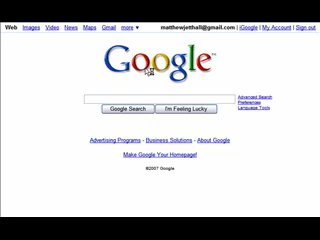 Web Images Video News Maps Gmail more ▼ matthewjetthall@gmail.com | iGoogle | My Account | Sign out
Google
Advanced Search
Preferences
Language Tools
Google Search I'm Feeling Lucky
Advertising Programs - Business Solutions - About Google
Make Google Your Homepage!
©2007 Google